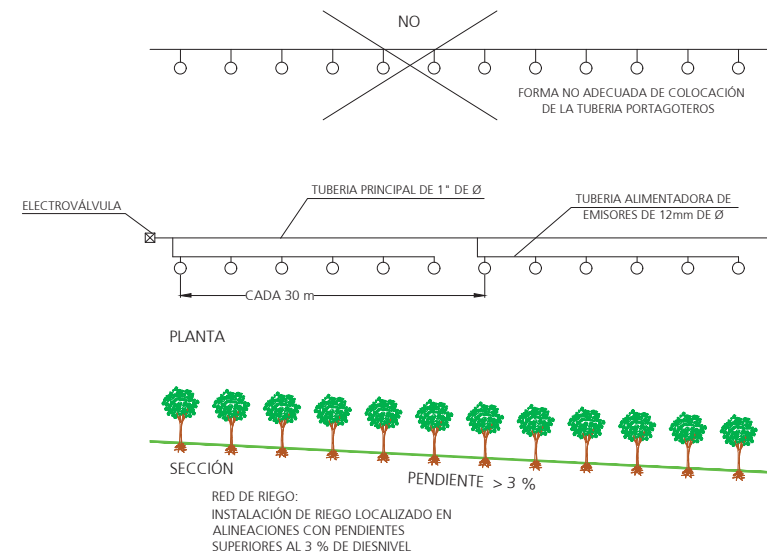 NO
FORMA NO ADECUADA DE COLOCACIÓN
DE LA TUBERIA PORTAGOTEROS
ELECTROVÁLVULA
TUBERIA PRINCIPAL DE 1" DE Ø
TUBERIA ALIMENTADORA DE
EMISORES DE 12mm DE Ø
CADA 30 m
PLANTA
SECCIÓN
PENDIENTE > 3 %
RED DE RIEGO:
INSTALACIÓN DE RIEGO LOCALIZADO EN
ALINEACIONES CON PENDIENTES
SUPERIORES AL 3 % DE DIESNIVEL